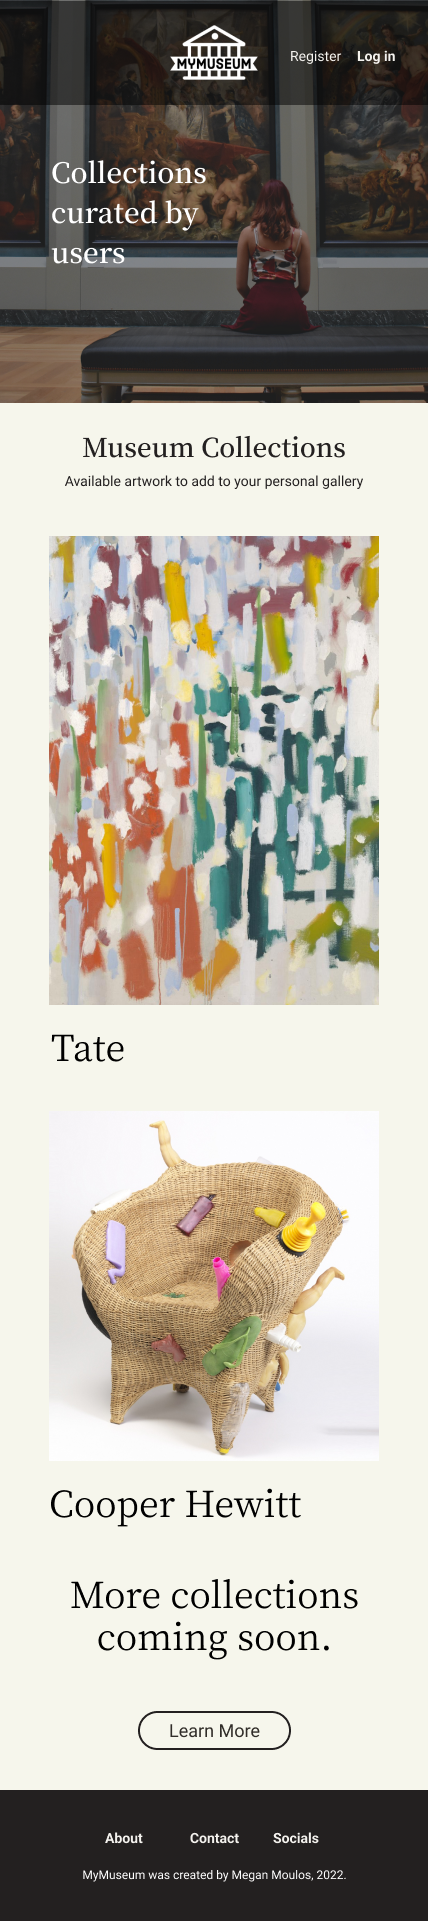 MYMUSEUM
Register Log in
Collections
curated by
users
Museum Collections
Available artwork to add to your personal gallery
Tate
Cooper Hewitt
More collections
coming soon.
Learn More
About Contact Socials
MyMuseum was created by Megan Moulos, 2022.